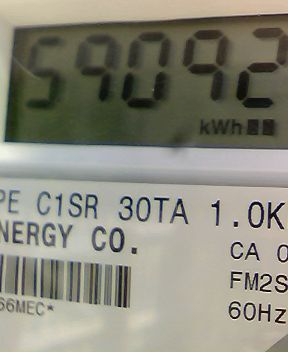 59092
kWh
PE C1SR 30TA 1.0K
NERGY CO.
CA 0
FM2S
66MEC*
60Hz